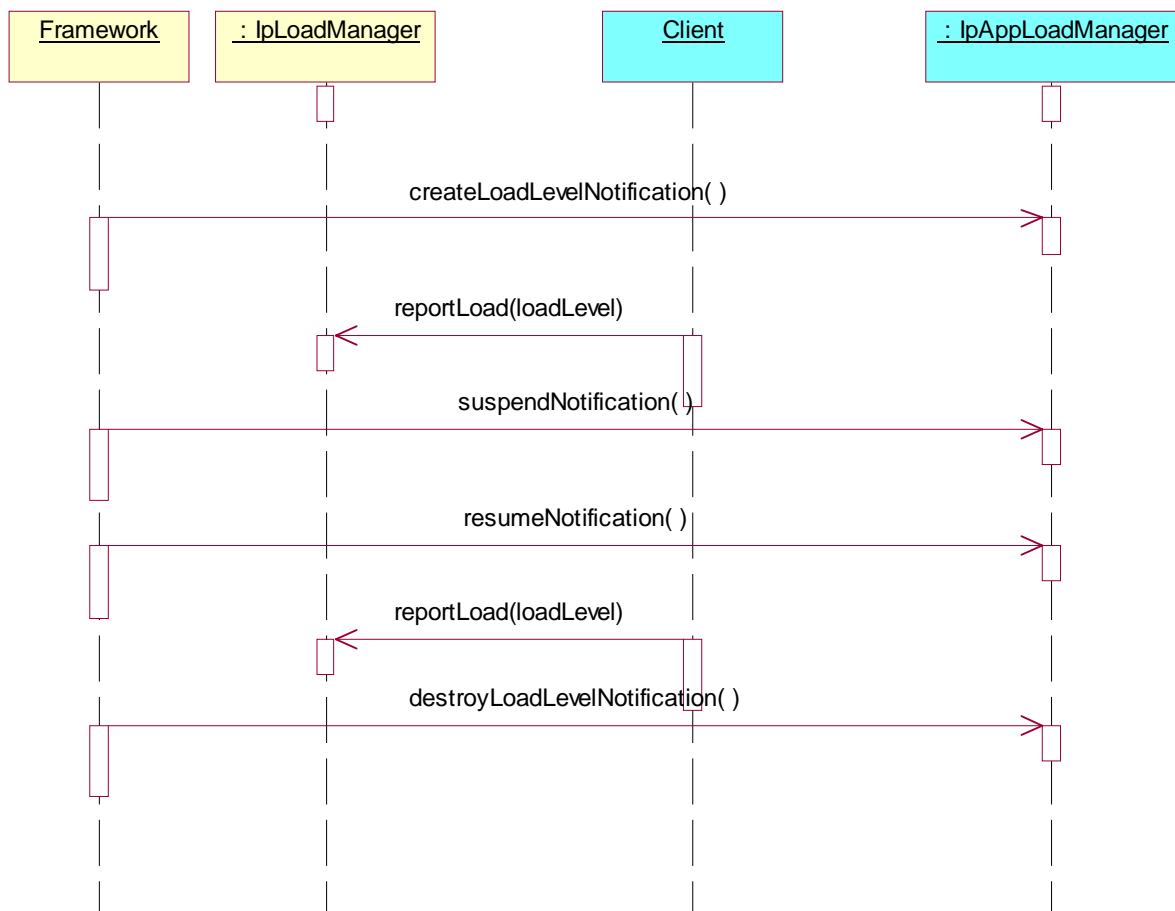 Framework
: IpLoadManager
Client
: IpAppLoadManager
createLoadLevelNotification( )
reportLoad(loadLevel)
suspendNotification( )
resumeNotification( )
reportLoad(loadLevel)
destroyLoadLevelNotification( )